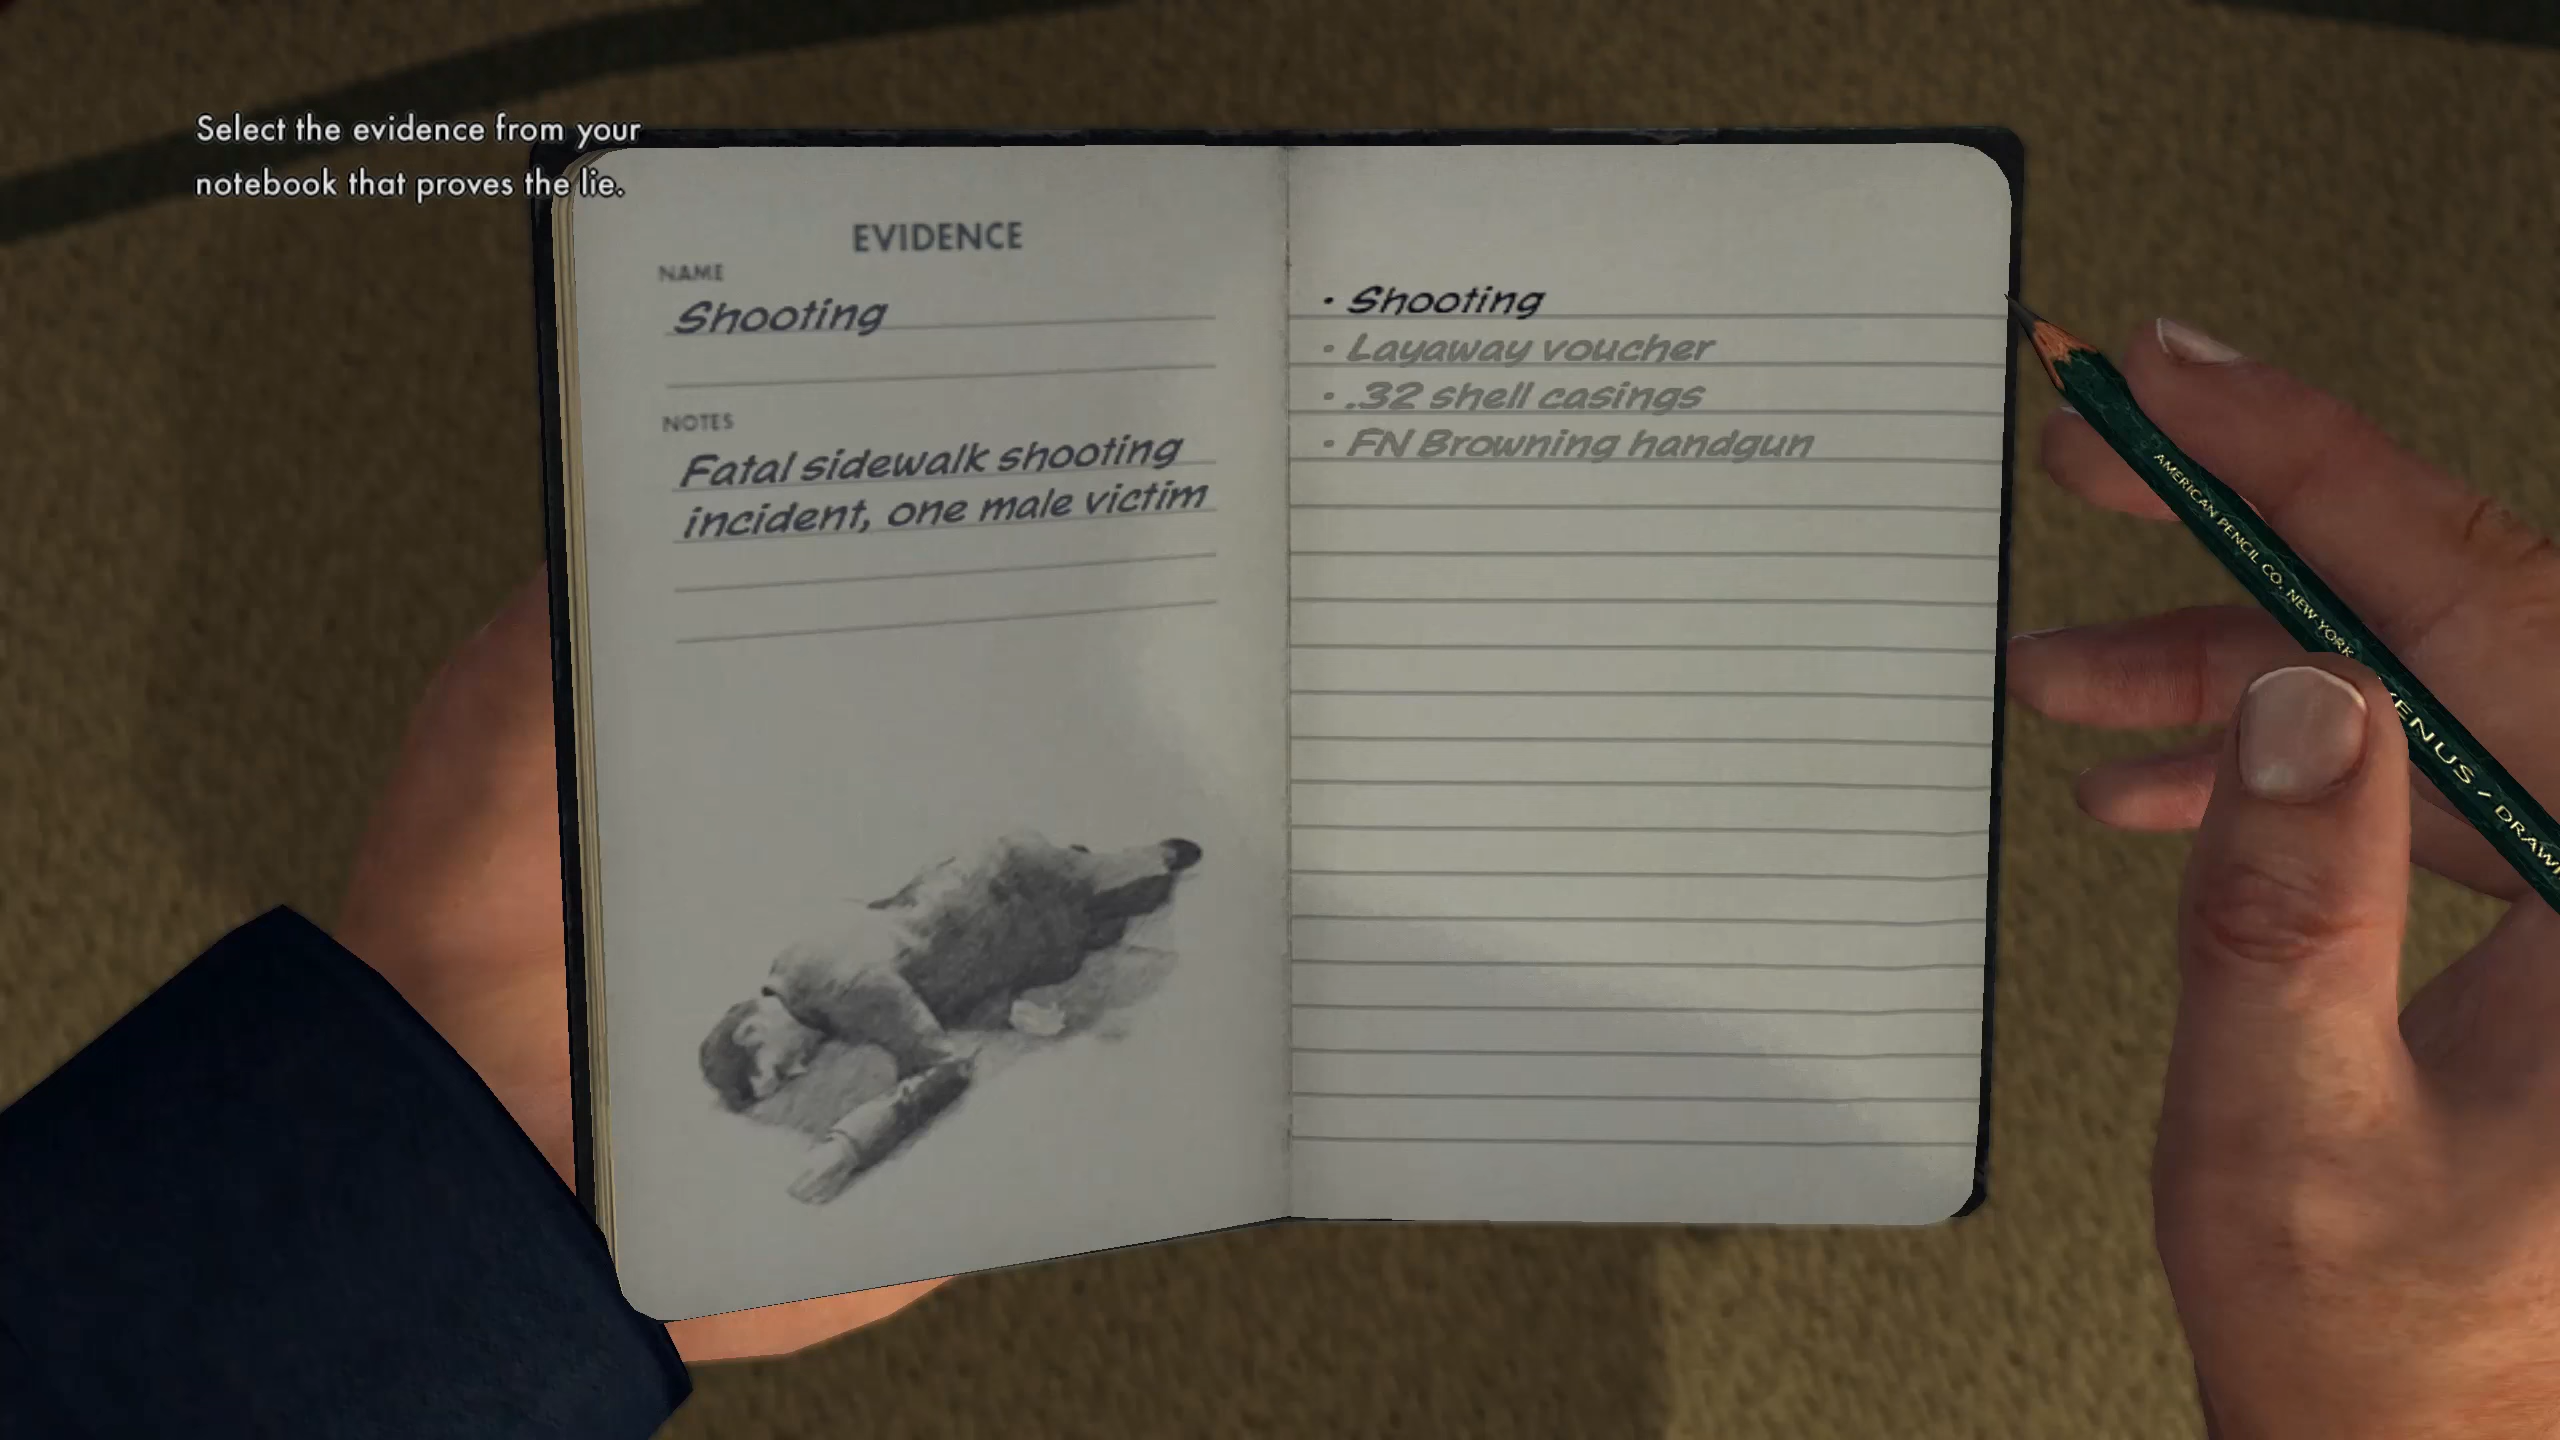 Select the evidence from your
notebook that proves the lie.
EVIDENCE
NAME
Shooting
NOTES
Fatal sidewalk shooting
incident, one male victim
• Shooting
• Layaway voucher
• .32 shell casings
• FN Browning handgun
AMERICAN PENCIL CO. NEW YORK